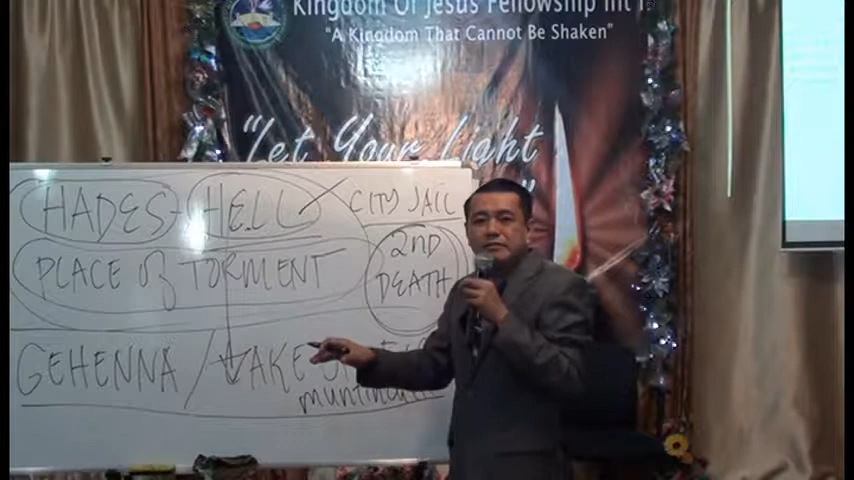 Kingdom Of Jesus Fellowship Int'l
"A Kingdom That Cannot Be Shaken"
"Let Your Light
HADES - HELL
CITY JAIL
PLACE of TORMENT
2nD
DEATH
GEHENNA / LAKE